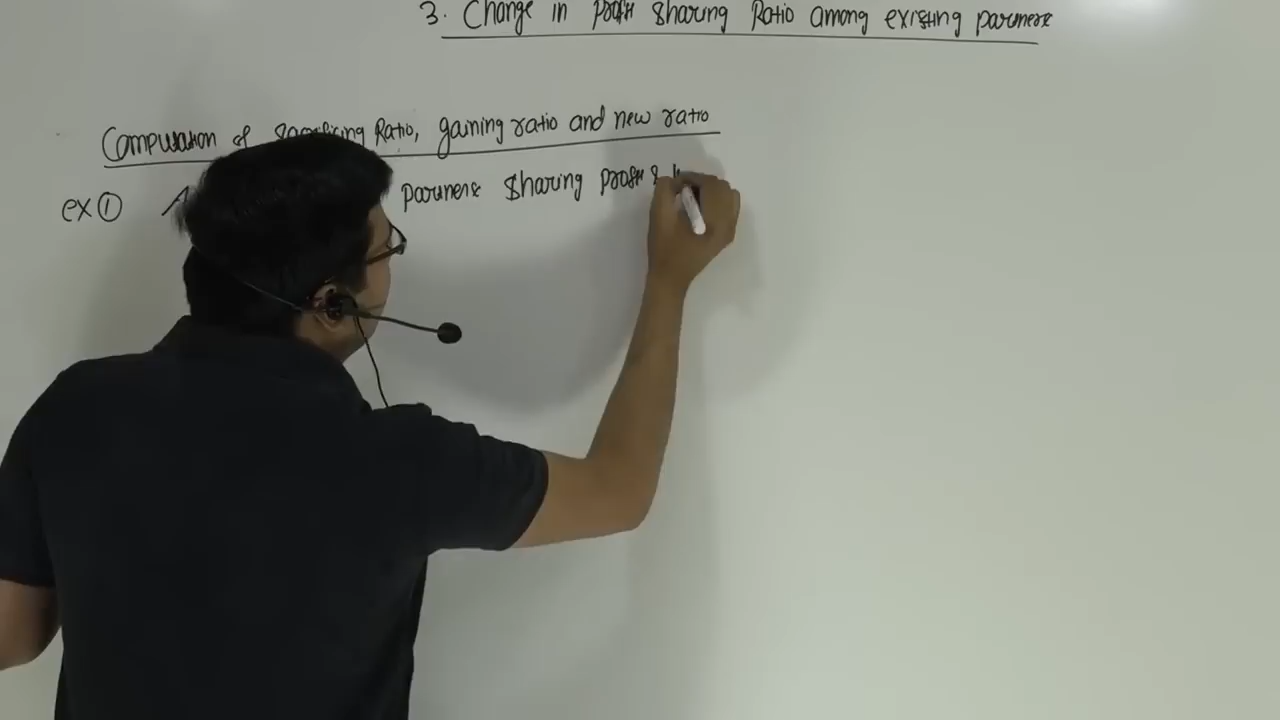 3. Change in Profit Sharing Ratio among existing partners
Computation of Sacrificing Ratio, gaining ratio and new ratio
ex ① A partners Sharing profit &